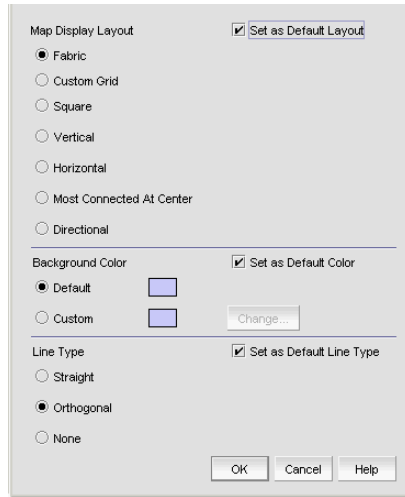 Map Display Layout Set as Default Layout
Fabric
Custom Grid
Square
Vertical
Horizontal
Most Connected At Center
Directional
Background Color Set as Default Color
Default
Custom Change...
Line Type Set as Default Line Type
Straight
Orthogonal
None
OK Cancel Help